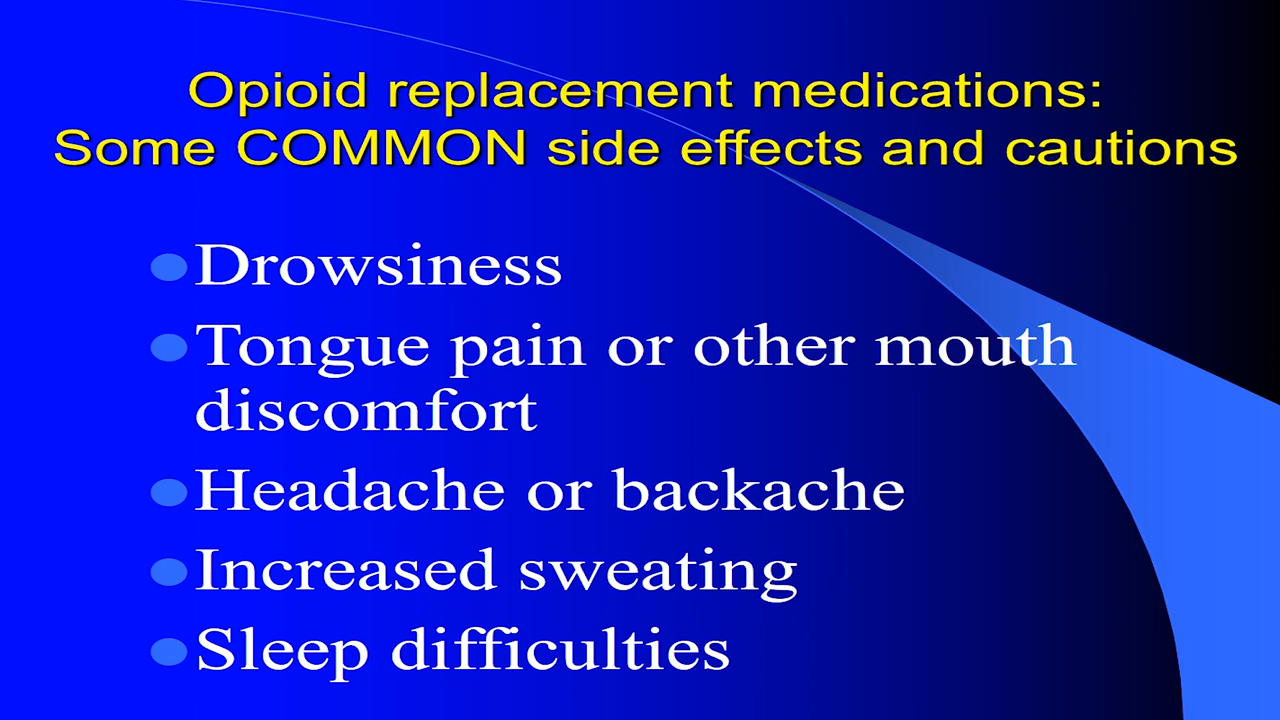 Opioid replacement medications:
Some COMMON side effects and cautions
Drowsiness
Tongue pain or other mouth
discomfort
Headache or backache
Increased sweating
Sleep difficulties